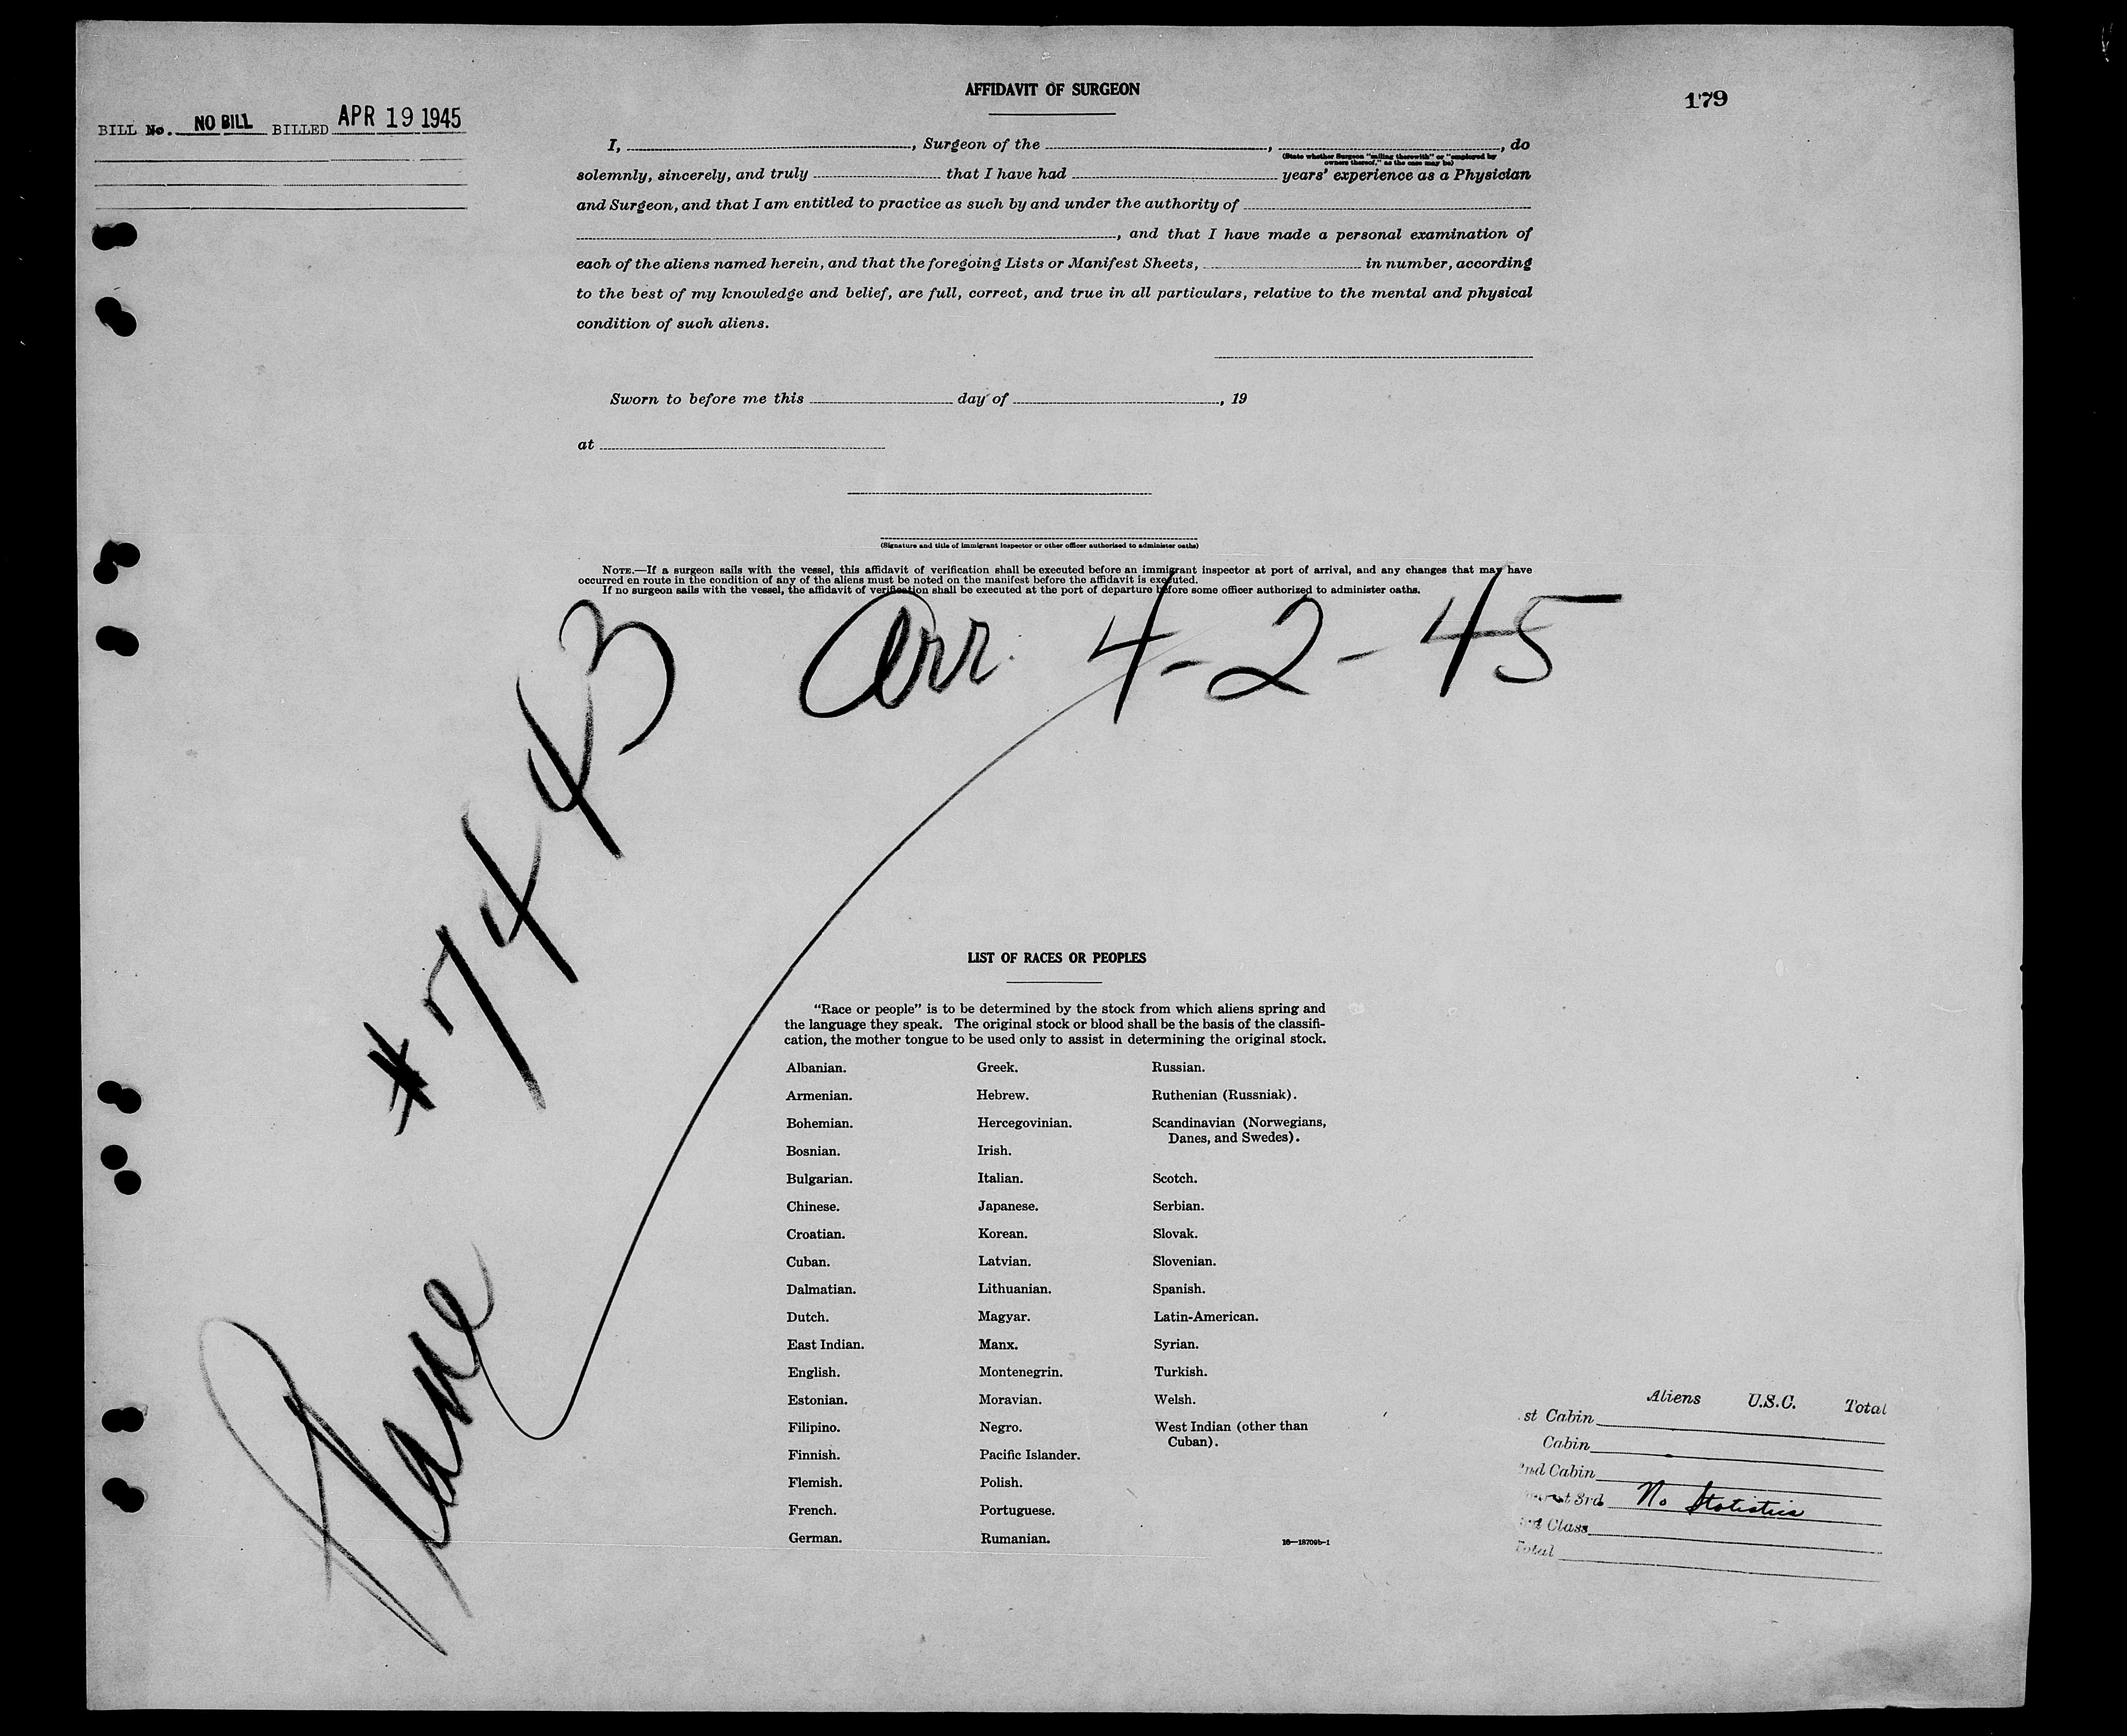 AFFIDAVIT OF SURGEON
179
BILL No. NO BILL BILLED APR 19 1945
I, , Surgeon of the , , do
(State whether Surgeon "sailing therewith" or "employed by
owners thereof," as the case may be)
solemnly, sincerely, and truly that I have had years' experience as a Physician
and Surgeon, and that I am entitled to practice as such by and under the authority of
, and that I have made a personal examination of
each of the aliens named herein, and that the foregoing Lists or Manifest Sheets, in number, according
to the best of my knowledge and belief, are full, correct, and true in all particulars, relative to the mental and physical
condition of such aliens.
Sworn to before me this day of , 19
at
(Signature and title of immigrant inspector or other officer authorized to administer oaths)
NOTE.—If a surgeon sails with the vessel, this affidavit of verification shall be executed before an immigrant inspector at port of arrival, and any changes that may have
occurred en route in the condition of any of the aliens must be noted on the manifest before the affidavit is executed.
If no surgeon sails with the vessel, the affidavit of verification shall be executed at the port of departure before some officer authorized to administer oaths.
Arr. 4-2-45
Plane #74443
LIST OF RACES OR PEOPLES
"Race or people" is to be determined by the stock from which aliens spring and
the language they speak. The original stock or blood shall be the basis of the classifi-
cation, the mother tongue to be used only to assist in determining the original stock.
Albanian. Greek. Russian.
Armenian. Hebrew. Ruthenian (Russniak).
Bohemian. Hercegovinian. Scandinavian (Norwegians,
Danes, and Swedes).
Bosnian. Irish.
Bulgarian. Italian. Scotch.
Chinese. Japanese. Serbian.
Croatian. Korean. Slovak.
Cuban. Latvian. Slovenian.
Dalmatian. Lithuanian. Spanish.
Dutch. Magyar. Latin-American.
East Indian. Manx. Syrian.
English. Montenegrin. Turkish.
Estonian. Moravian. Welsh.
Filipino. Negro. West Indian (other than
Cuban).
Finnish. Pacific Islander.
Flemish. Polish.
French. Portuguese.
German. Rumanian.
16—18709b-1
Aliens U.S.C. Total
st Cabin
Cabin
2nd Cabin
3rd No Statistics
Class
Total